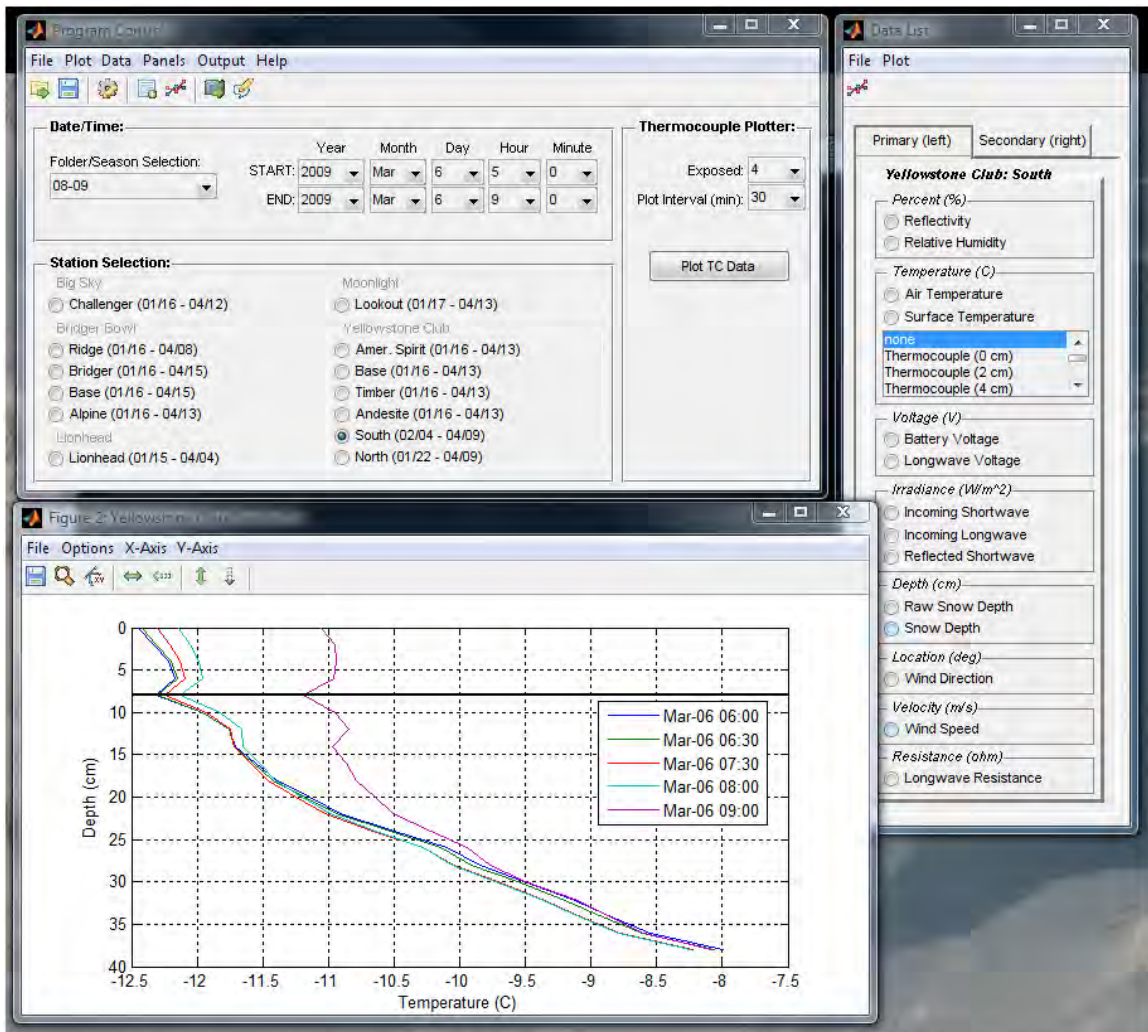 Program Control
File Plot Data Panels Output Help
Date/Time:
Folder/Season Selection:
08-09
Year Month Day Hour Minute
START: 2009 Mar 6 5 0
END: 2009 Mar 6 9 0
Thermocouple Plotter:
Exposed: 4
Plot Interval (min): 30
Plot TC Data
Station Selection:
Big Sky
Challenger (01/16 - 04/12)
Bridger Bowl
Ridge (01/16 - 04/08)
Bridger (01/16 - 04/15)
Base (01/16 - 04/15)
Alpine (01/16 - 04/13)
Lionhead
Lionhead (01/15 - 04/04)
Moonlight
Lookout (01/17 - 04/13)
Yellowstone Club
Amer. Spirit (01/16 - 04/13)
Base (01/16 - 04/13)
Timber (01/16 - 04/13)
Andesite (01/16 - 04/13)
South (02/04 - 04/09)
North (01/22 - 04/09)
Data List
File Plot
Primary (left) Secondary (right)
Yellowstone Club: South
Percent (%)
Reflectivity
Relative Humidity
Temperature (C)
Air Temperature
Surface Temperature
none
Thermocouple (0 cm)
Thermocouple (2 cm)
Thermocouple (4 cm)
Voltage (V)
Battery Voltage
Longwave Voltage
Irradiance (W/m^2)
Incoming Shortwave
Incoming Longwave
Reflected Shortwave
Depth (cm)
Raw Snow Depth
Snow Depth
Location (deg)
Wind Direction
Velocity (m/s)
Wind Speed
Resistance (ohm)
Longwave Resistance
Figure 2: Yellowstone
File Options X-Axis Y-Axis
0
5
10
15
20
25
30
35
40
Depth (cm)
Mar-06 06:00
Mar-06 06:30
Mar-06 07:30
Mar-06 08:00
Mar-06 09:00
-12.5 -12 -11.5 -11 -10.5 -10 -9.5 -9 -8.5 -8 -7.5
Temperature (C)